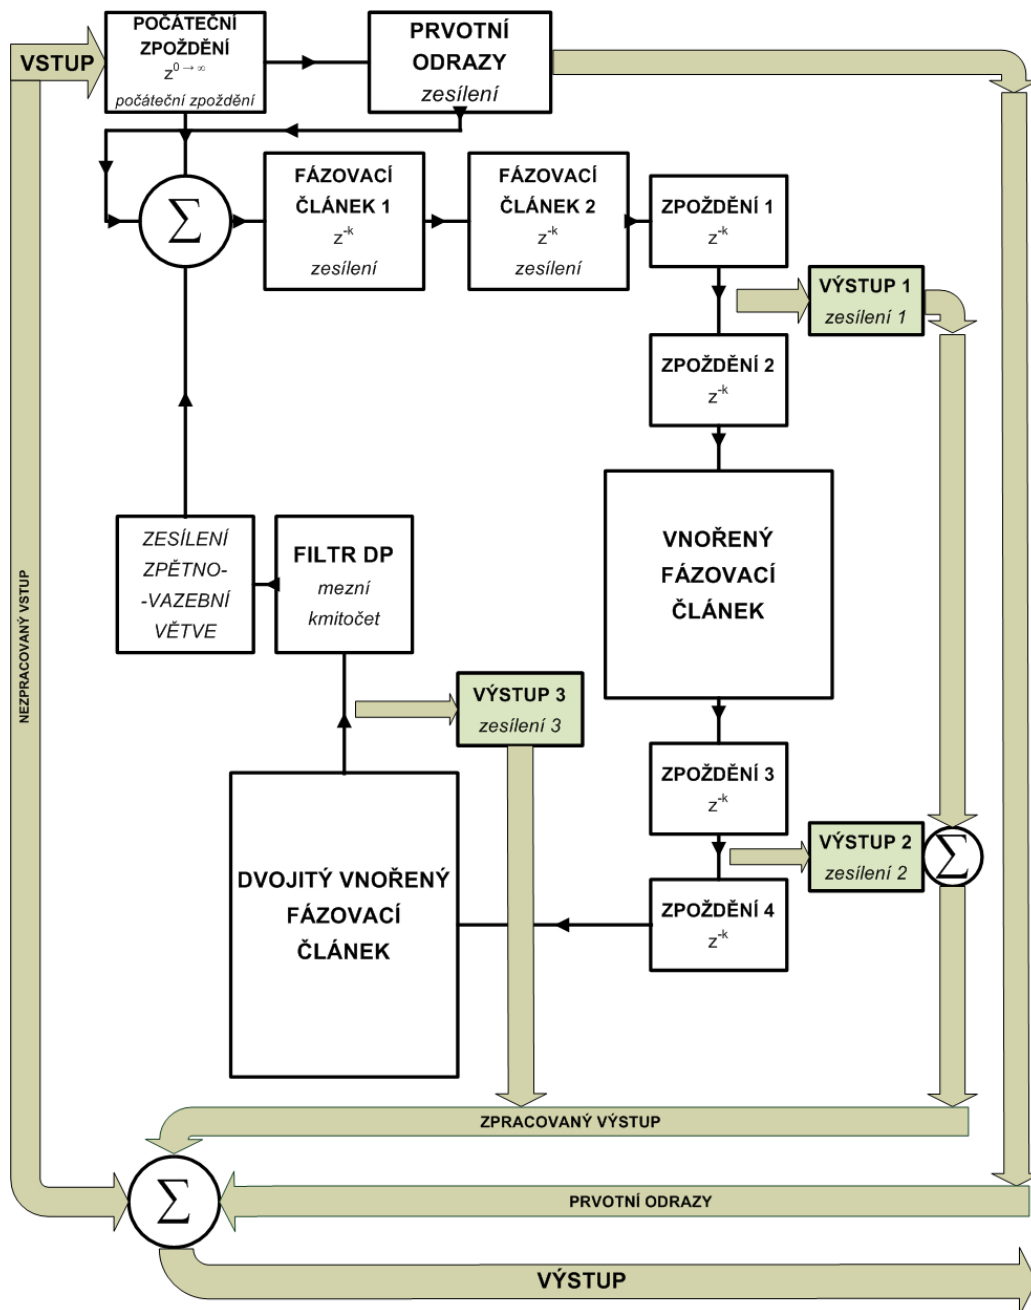 VSTUP
POČÁTEČNÍ
ZPOŽDĚNÍ
z^0→∞
počáteční zpoždění
PRVOTNÍ
ODRAZY
zesílení
Σ
FÁZOVACÍ
ČLÁNEK 1
z^-k
zesílení
FÁZOVACÍ
ČLÁNEK 2
z^-k
zesílení
ZPOŽDĚNÍ 1
z^-k
VÝSTUP 1
zesílení 1
ZPOŽDĚNÍ 2
z^-k
VNOŘENÝ
FÁZOVACÍ
ČLÁNEK
ZESÍLENÍ
ZPĚTNO-
-VAZEBNÍ
VĚTVE
FILTR DP
mezní
kmitočet
NEZPRACOVANÝ VSTUP
VÝSTUP 3
zesílení 3
ZPOŽDĚNÍ 3
z^-k
VÝSTUP 2
zesílení 2
Σ
DVOJITÝ VNOŘENÝ
FÁZOVACÍ
ČLÁNEK
ZPOŽDĚNÍ 4
z^-k
ZPRACOVANÝ VÝSTUP
Σ
PRVOTNÍ ODRAZY
VÝSTUP